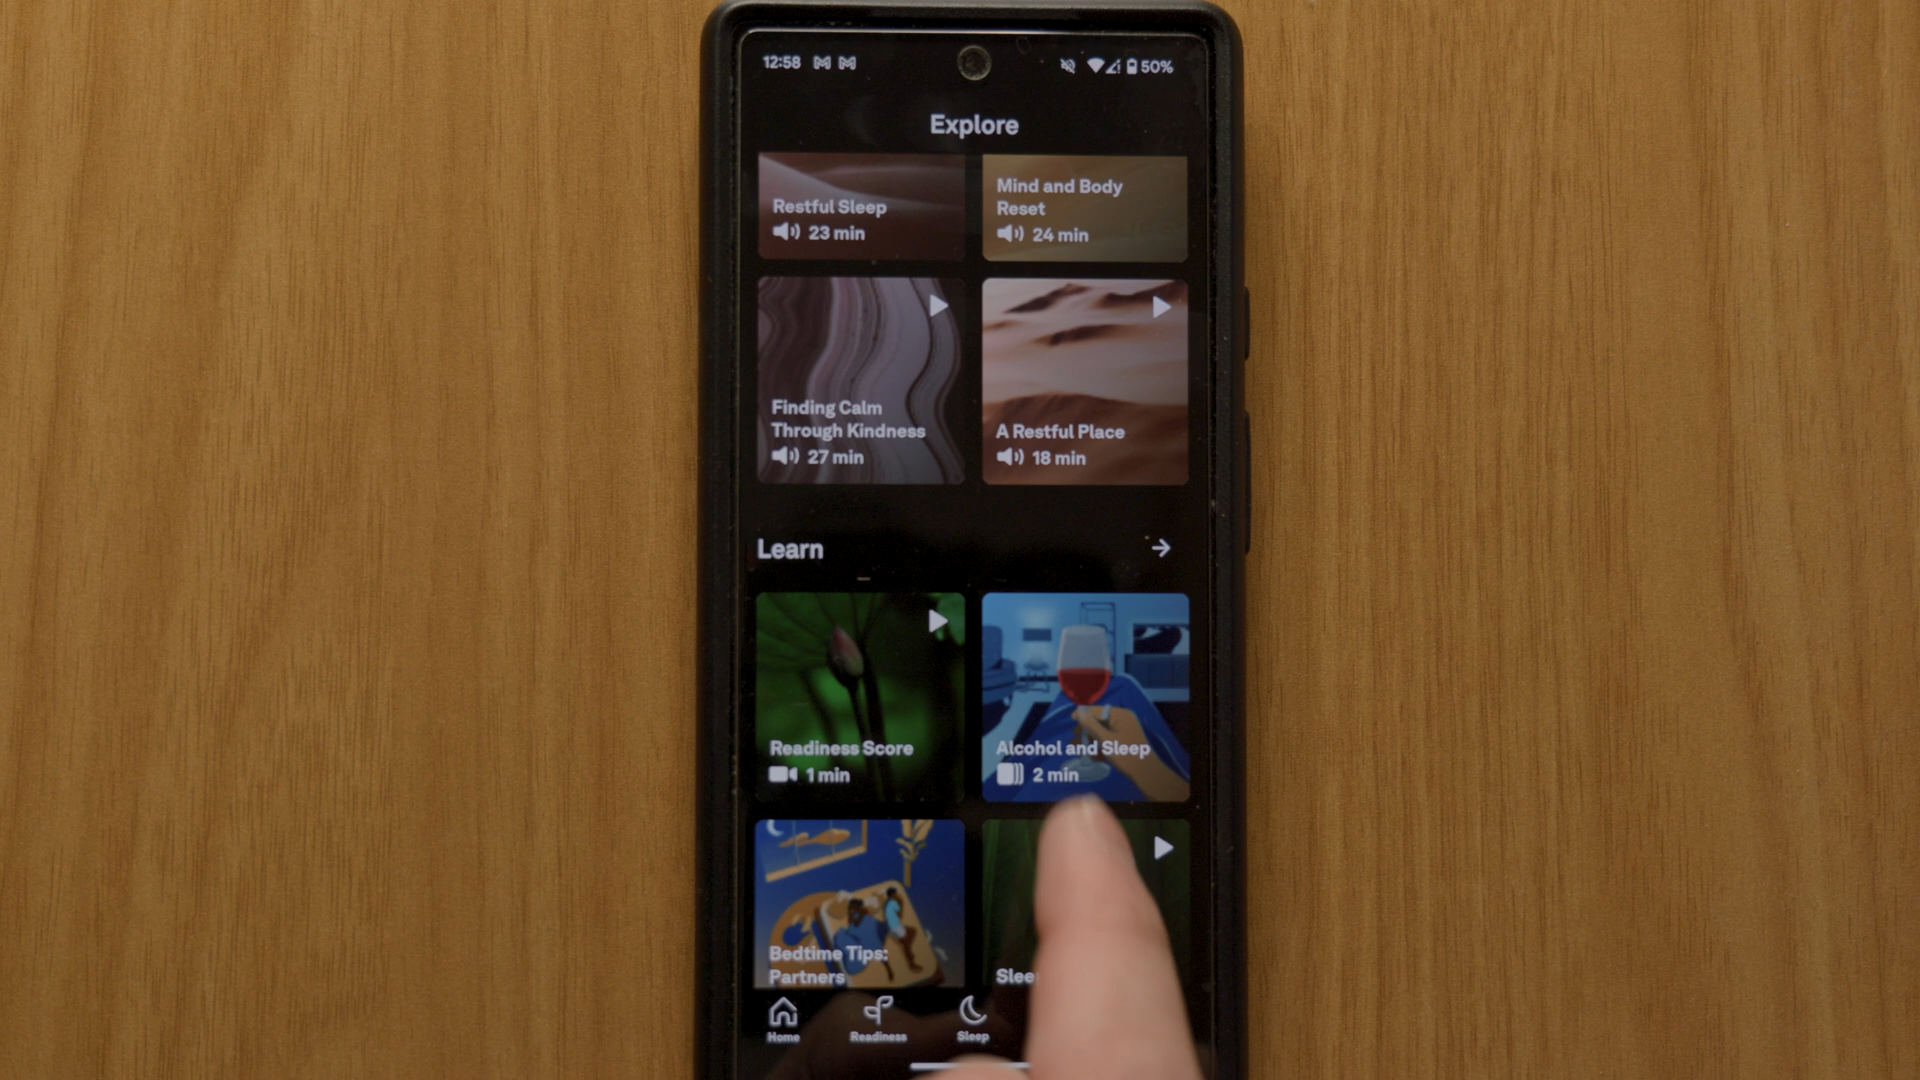 12:58
50%
Explore
Restful Sleep
23 min
Mind and Body
Reset
24 min
Finding Calm
Through Kindness
27 min
A Restful Place
18 min
Learn
Readiness Score
1 min
Alcohol and Sleep
2 min
Bedtime Tips:
Partners
Home
Readiness
Sleep